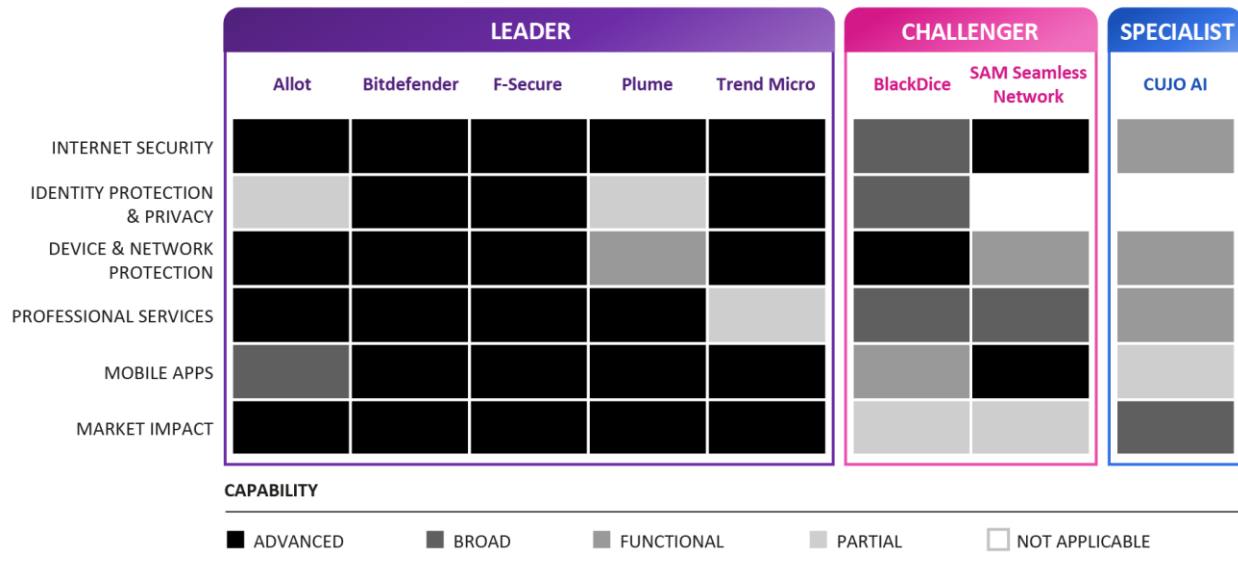 LEADER
CHALLENGER
SPECIALIST
Allot
Bitdefender
F-Secure
Plume
Trend Micro
BlackDice
SAM Seamless
Network
CUJO AI
INTERNET SECURITY
IDENTITY PROTECTION
& PRIVACY
DEVICE & NETWORK
PROTECTION
PROFESSIONAL SERVICES
MOBILE APPS
MARKET IMPACT
CAPABILITY
ADVANCED
BROAD
FUNCTIONAL
PARTIAL
NOT APPLICABLE